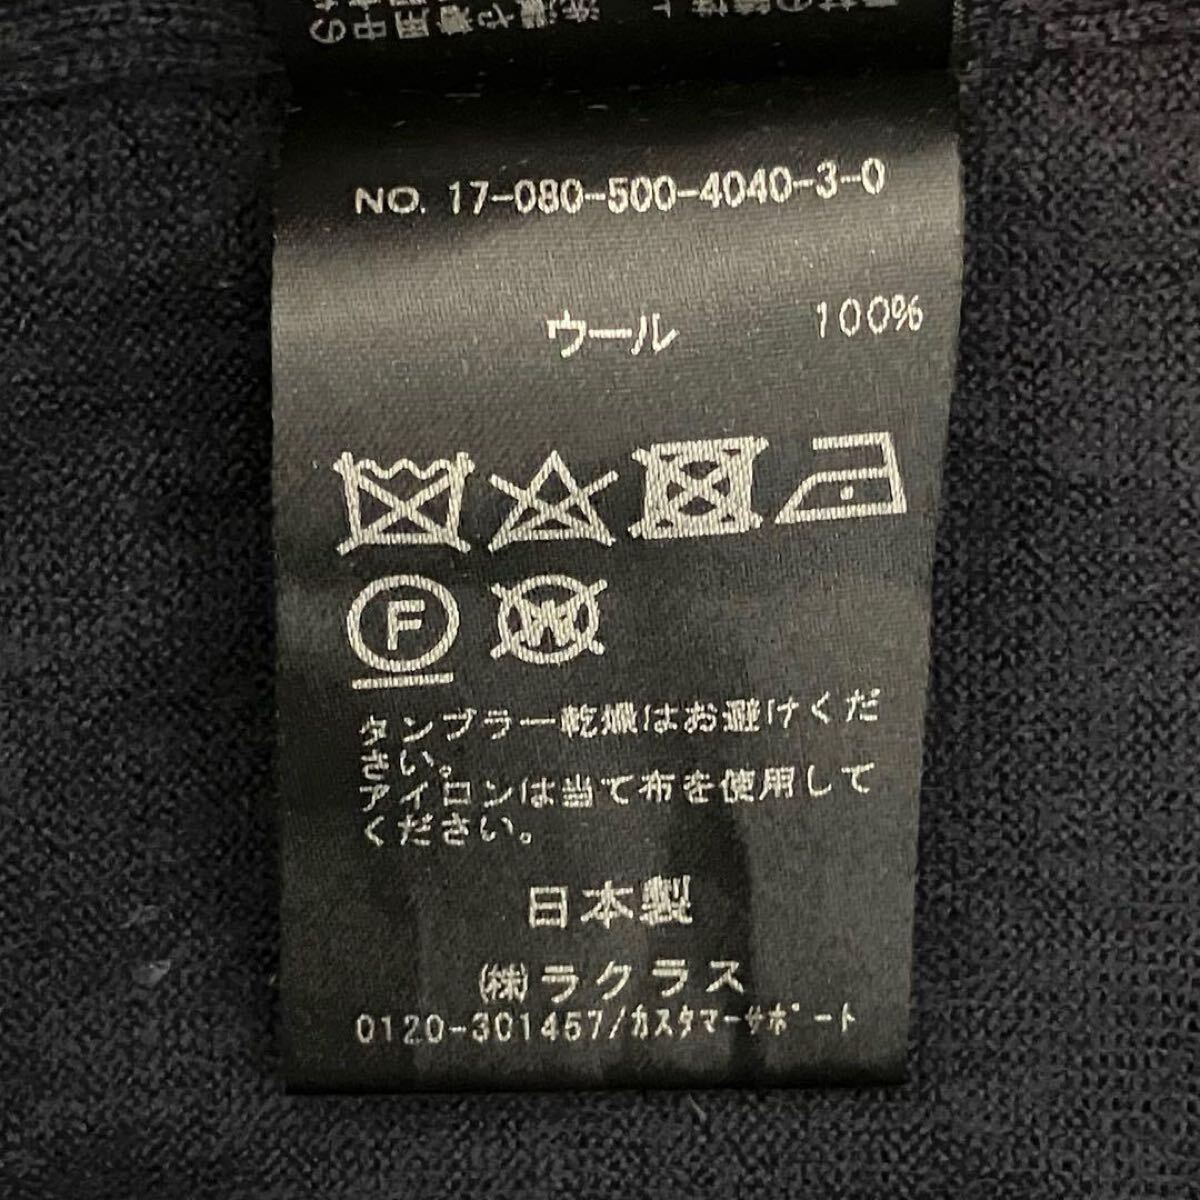 NO. 17-080-500-4040-3-0
ウール 100%
F
W
タンブラー乾燥はお避けくだ
さい。
アイロンは当て布を使用して
ください。
日本製
(株)ラクラス
0120-301457/カスタマーサポート